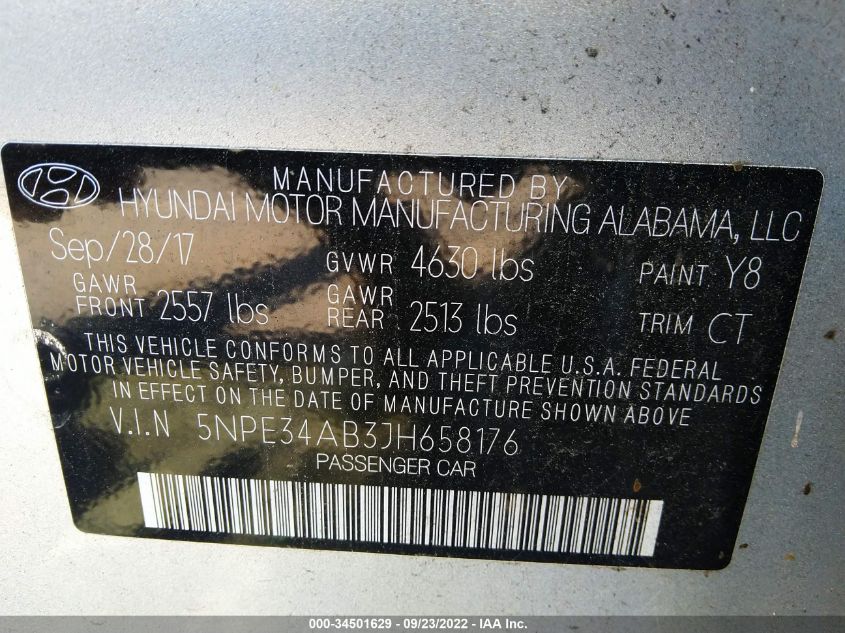 MANUFACTURED BY
HYUNDAI MOTOR MANUFACTURING ALABAMA, LLC
Sep/28/17 GVWR 4630 lbs PAINT Y8
GAWR FRONT 2557 lbs GAWR REAR 2513 lbs TRIM CT
THIS VEHICLE CONFORMS TO ALL APPLICABLE U.S.A. FEDERAL
MOTOR VEHICLE SAFETY, BUMPER, AND THEFT PREVENTION STANDARDS
IN EFFECT ON THE DATE OF MANUFACTURE SHOWN ABOVE
V.I.N 5NPE34AB3JH658176
PASSENGER CAR
000-34501629 - 09/23/2022 - IAA Inc.